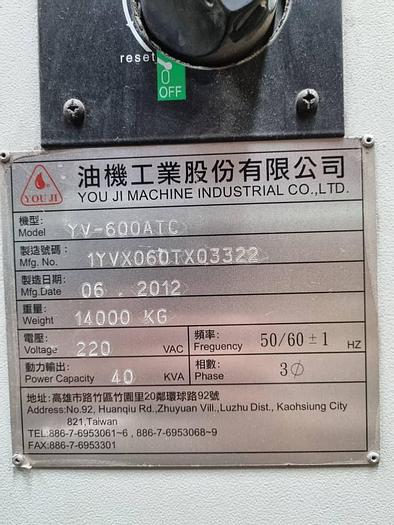 reset
0
OFF
YOU JI
油機工業股份有限公司
YOU JI MACHINE INDUSTRIAL CO.,LTD.
機型:
Model YV-600ATC
製造號碼:
Mfg. No. 1YVX060TX03322
製造日期:
Mfg.Date 06 . 2012
重量:
Weight 14000 KG
電壓: 頻率:
Voltage 220 VAC Frequency 50/60±1 HZ
動力輸出: 相數:
Power Capacity 40 KVA Phase 3∅
地址:高雄市路竹區竹園里20鄰環球路92號
Address:No.92, Huanqiu Rd.,Zhuyuan Vill.,Luzhu Dist., Kaohsiung City
821,Taiwan
TEL:886-7-6953061~6 , 886-7-6953068~9
FAX:886-7-6953301